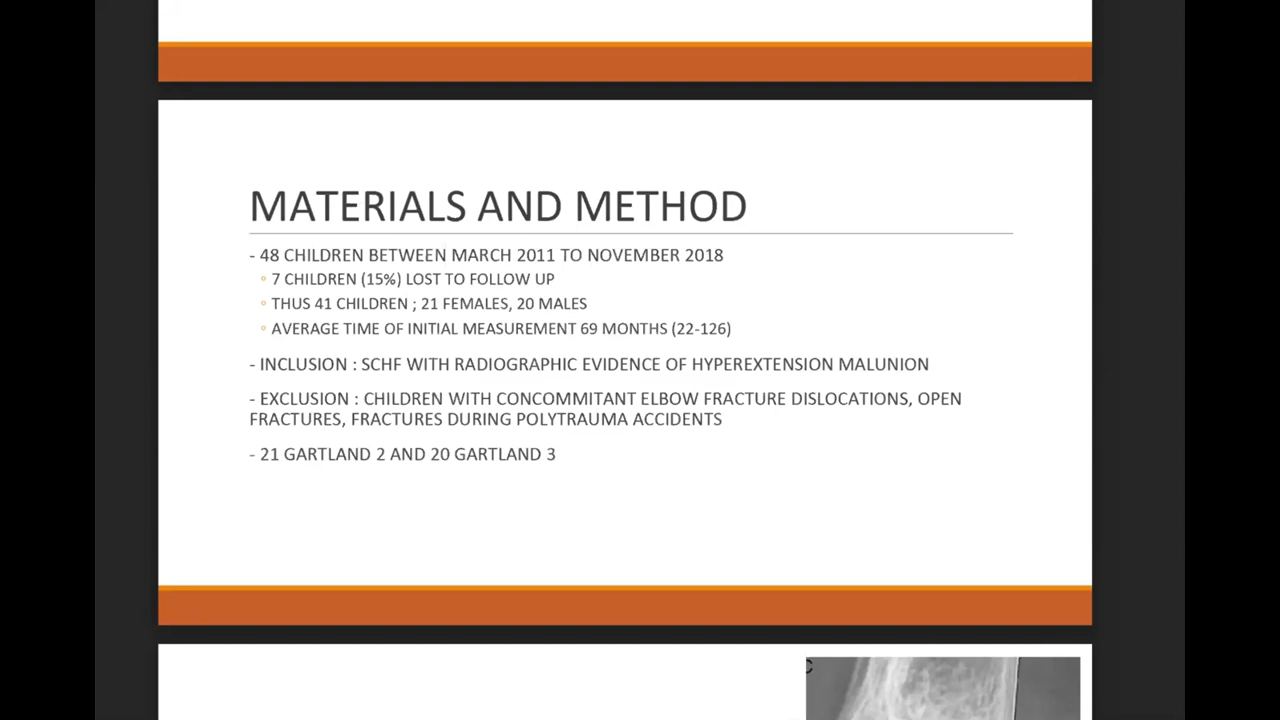 MATERIALS AND METHOD
- 48 CHILDREN BETWEEN MARCH 2011 TO NOVEMBER 2018
◦ 7 CHILDREN (15%) LOST TO FOLLOW UP
◦ THUS 41 CHILDREN ; 21 FEMALES, 20 MALES
◦ AVERAGE TIME OF INITIAL MEASUREMENT 69 MONTHS (22-126)
- INCLUSION : SCHF WITH RADIOGRAPHIC EVIDENCE OF HYPEREXTENSION MALUNION
- EXCLUSION : CHILDREN WITH CONCOMMITANT ELBOW FRACTURE DISLOCATIONS, OPEN
FRACTURES, FRACTURES DURING POLYTRAUMA ACCIDENTS
- 21 GARTLAND 2 AND 20 GARTLAND 3